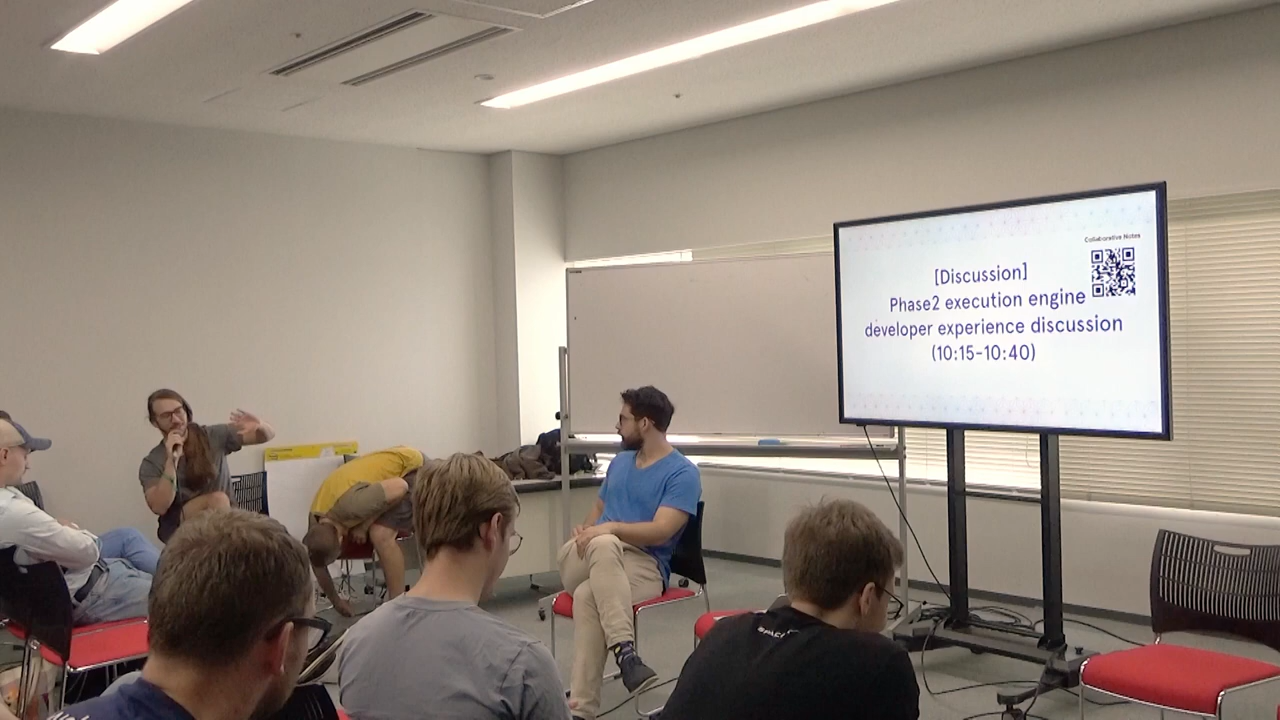 Collaborative Notes
[Discussion]
Phase2 execution engine
developer experience discussion
(10:15-10:40)